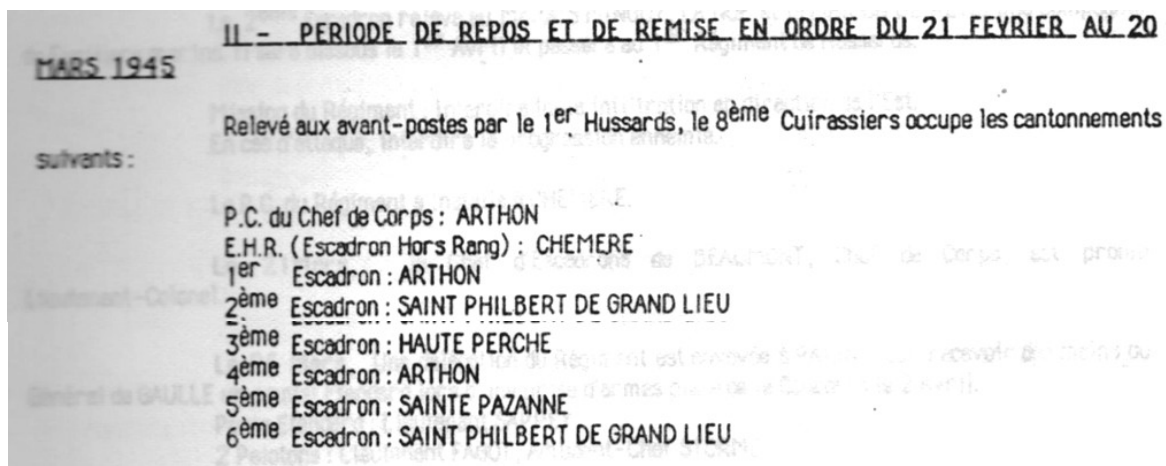 II - PERIODE DE REPOS ET DE REMISE EN ORDRE DU 21 FEVRIER AU 20
MARS 1945
Relevé aux avant-postes par le 1er Hussards, le 8ème Cuirassiers occupe les cantonnements
suivants :
P.C. du Chef de Corps : ARTHON
E.H.R. (Escadron Hors Rang) : CHEMERE
1er Escadron : ARTHON
2ème Escadron : SAINT PHILBERT DE GRAND LIEU
3ème Escadron : HAUTE PERCHE
4ème Escadron : ARTHON
5ème Escadron : SAINTE PAZANNE
6ème Escadron : SAINT PHILBERT DE GRAND LIEU